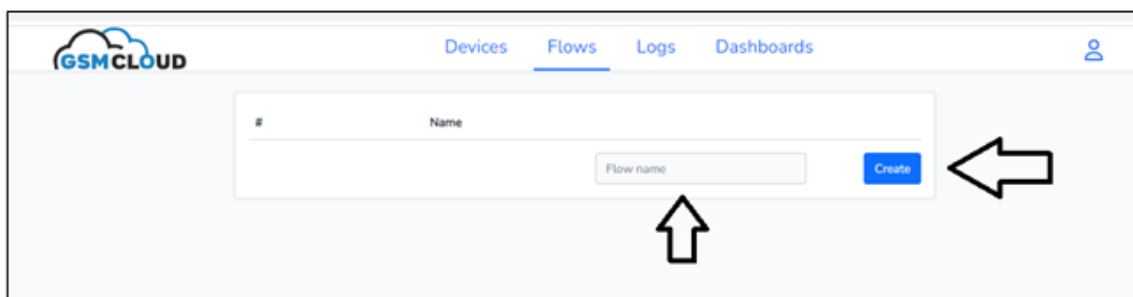 GSMCLOUD Devices Flows Logs Dashboards
# Name
Flow name Create